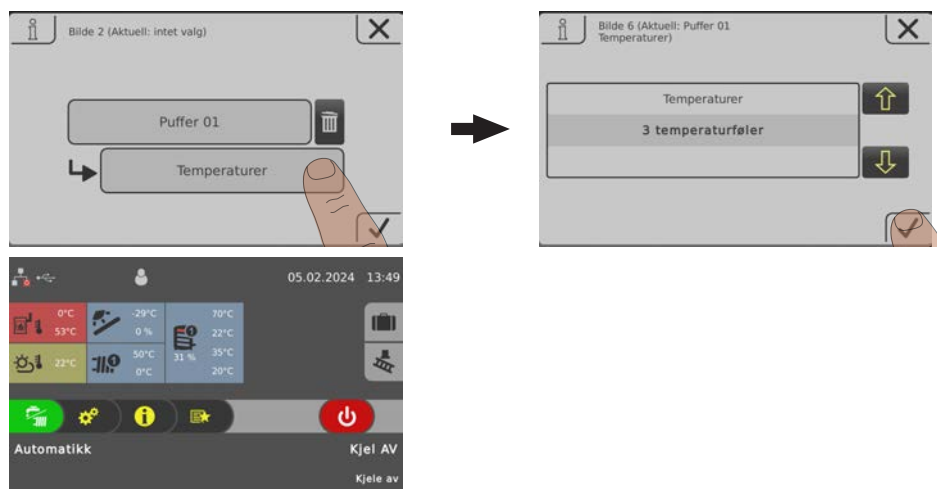 Bilde 2 (Aktuell: intet valg)
Puffer 01
Temperaturer
Bilde 6 (Aktuell: Puffer 01
Temperaturer)
Temperaturer
3 temperaturføler
05.02.2024 13:49
0°C
53°C
-29°C
0 %
70°C
22°C
22°C
1
50°C
0°C
1
31 %
35°C
20°C
i
Automatikk
Kjel AV
Kjele av